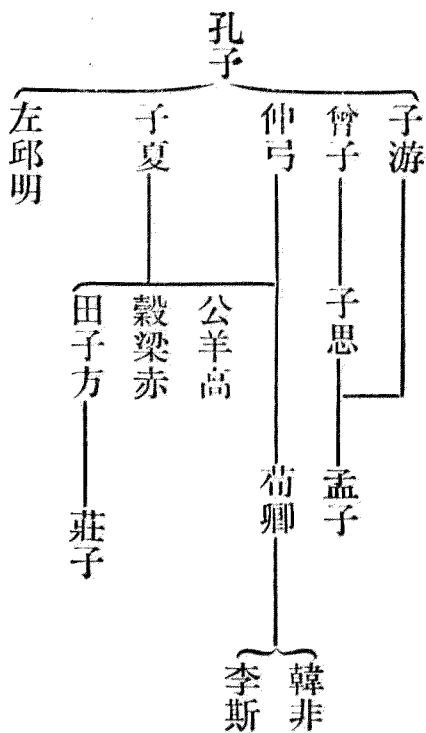 孔子
子游
曾子
仲弓
子夏
左邱明
子思
公羊高
穀梁赤
田子方
孟子
荀卿
莊子
韓非
李斯